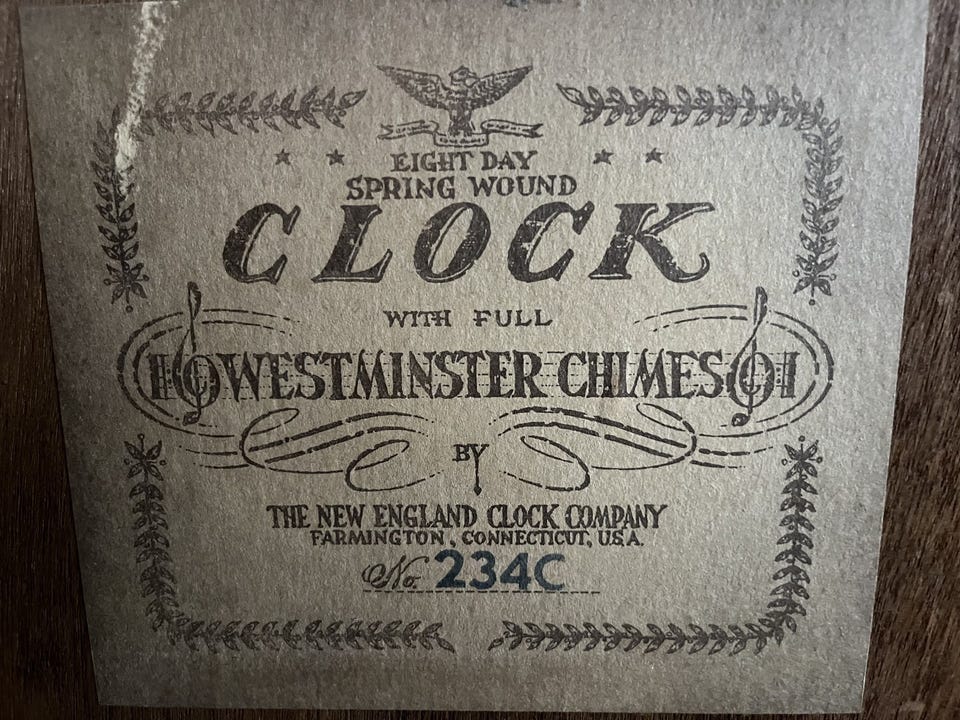 EIGHT DAY
SPRING WOUND
CLOCK
WITH FULL
WESTMINSTER CHIMES
BY
THE NEW ENGLAND CLOCK COMPANY
FARMINGTON, CONNECTICUT, U.S.A.
No. 234C